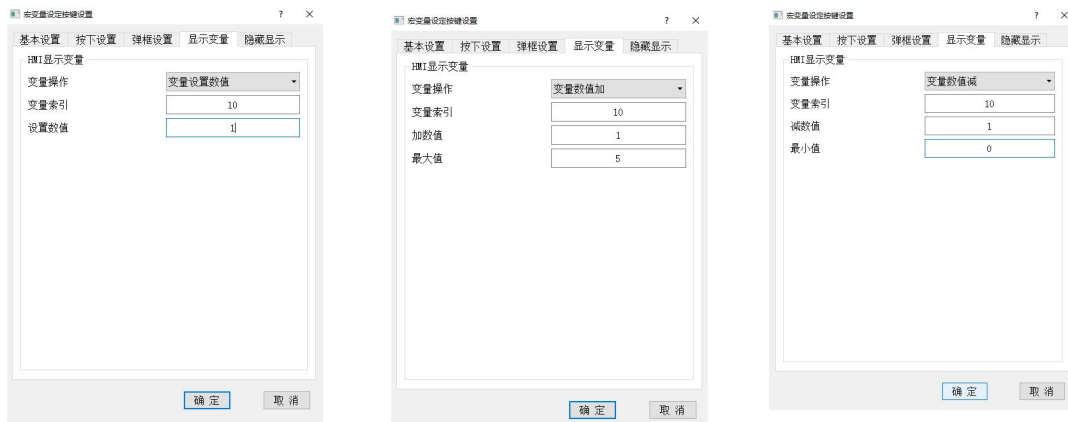 宏变量设定按键设置 ? ×
基本设置 按下设置 弹框设置 显示变量 隐藏显示
HMI显示变量
变量操作 变量设置数值
变量索引 10
设置数值 1
确 定 取 消
宏变量设定按键设置 ? ×
基本设置 按下设置 弹框设置 显示变量 隐藏显示
HMI显示变量
变量操作 变量数值加
变量索引 10
加数值 1
最大值 5
确 定 取 消
宏变量设定按键设置 ? ×
基本设置 按下设置 弹框设置 显示变量 隐藏显示
HMI显示变量
变量操作 变量数值减
变量索引 10
减数值 1
最小值 0
确 定 取 消